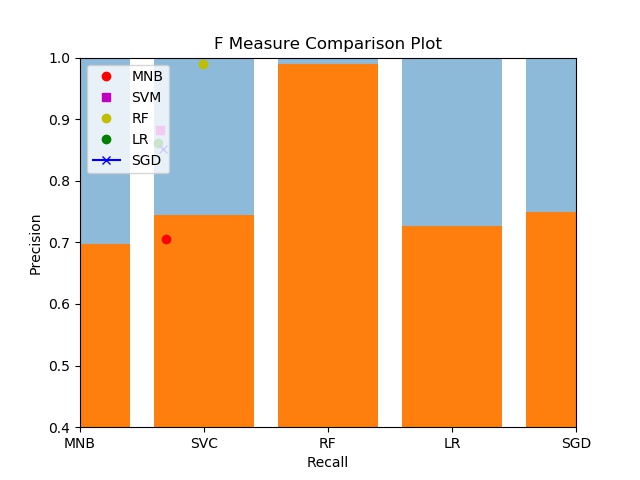 F Measure Comparison Plot
1.0
0.9
0.8
0.7
0.6
0.5
0.4
Precision
MNB
SVM
RF
LR
SGD
MNB SVC RF LR SGD
Recall